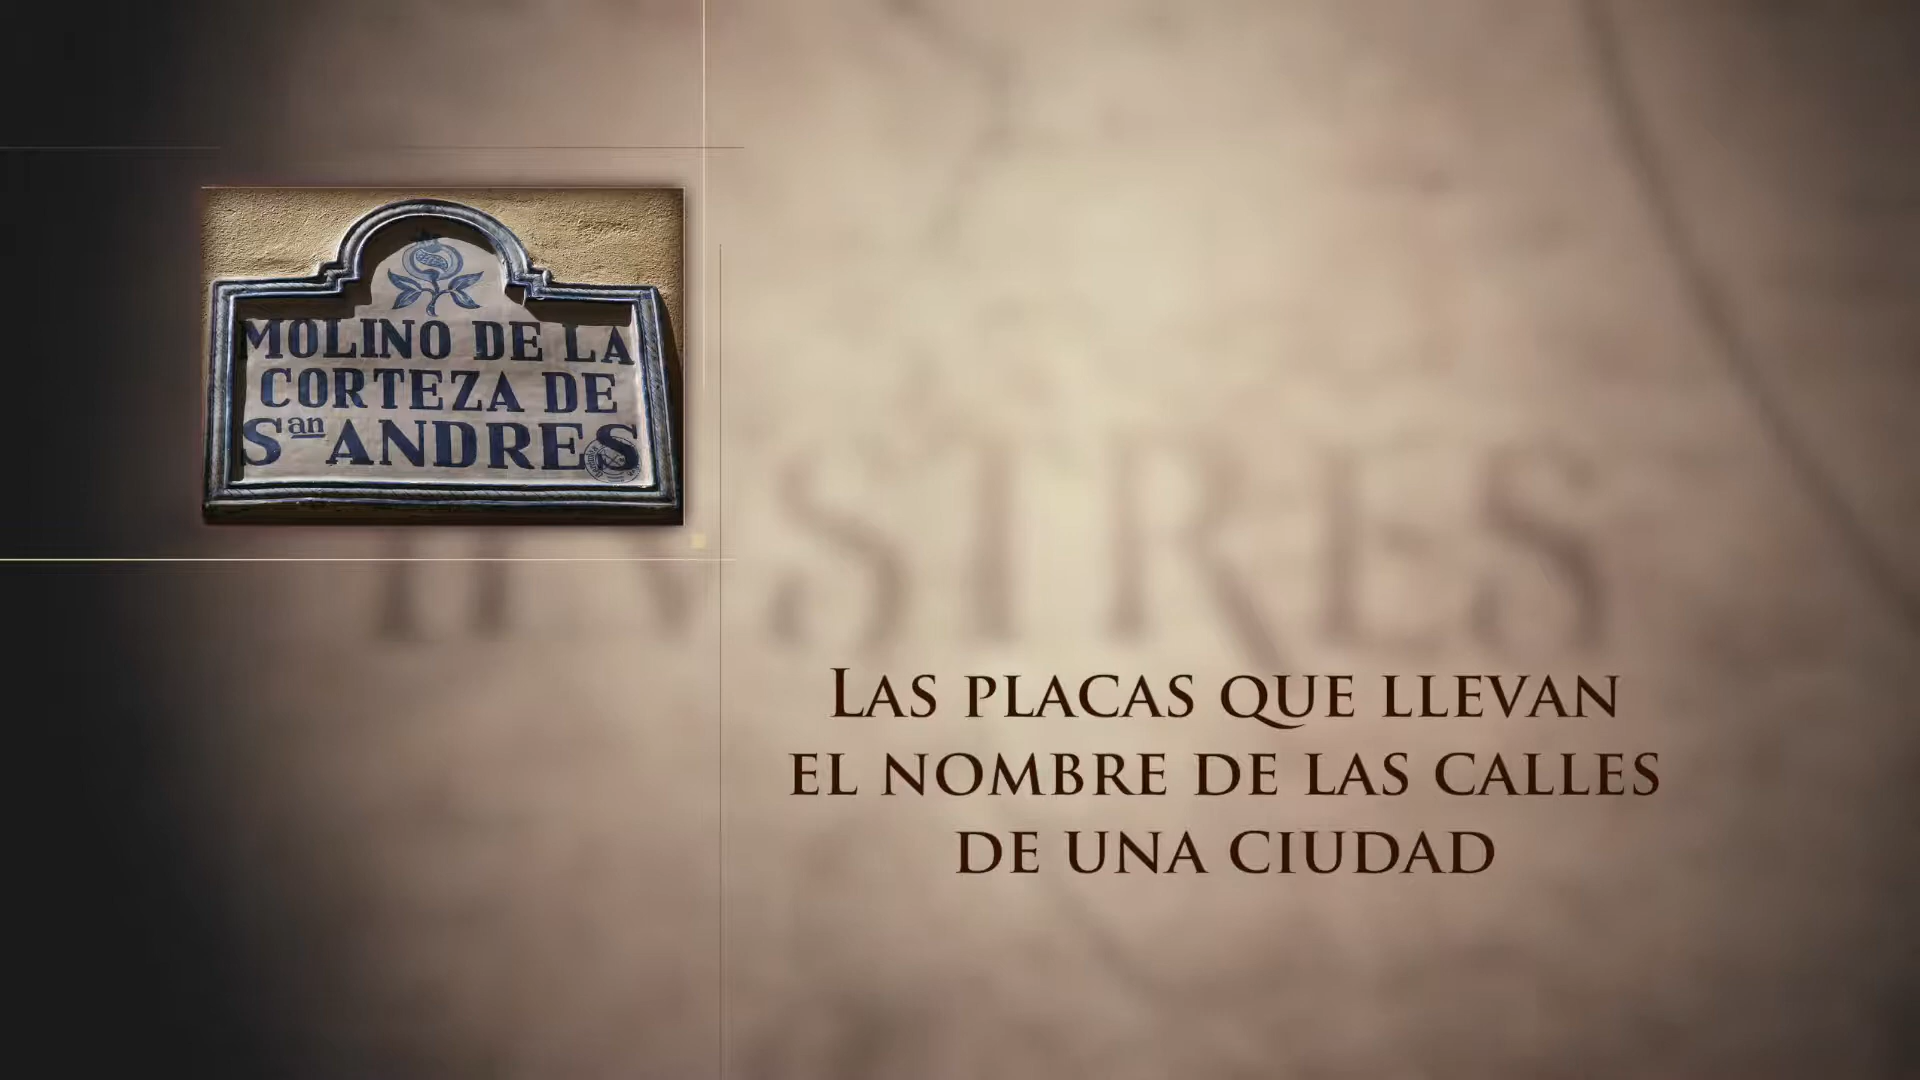 MOLINO DE LA
CORTEZA DE
San ANDRES
LAS PLACAS QUE LLEVAN
EL NOMBRE DE LAS CALLES
DE UNA CIUDAD